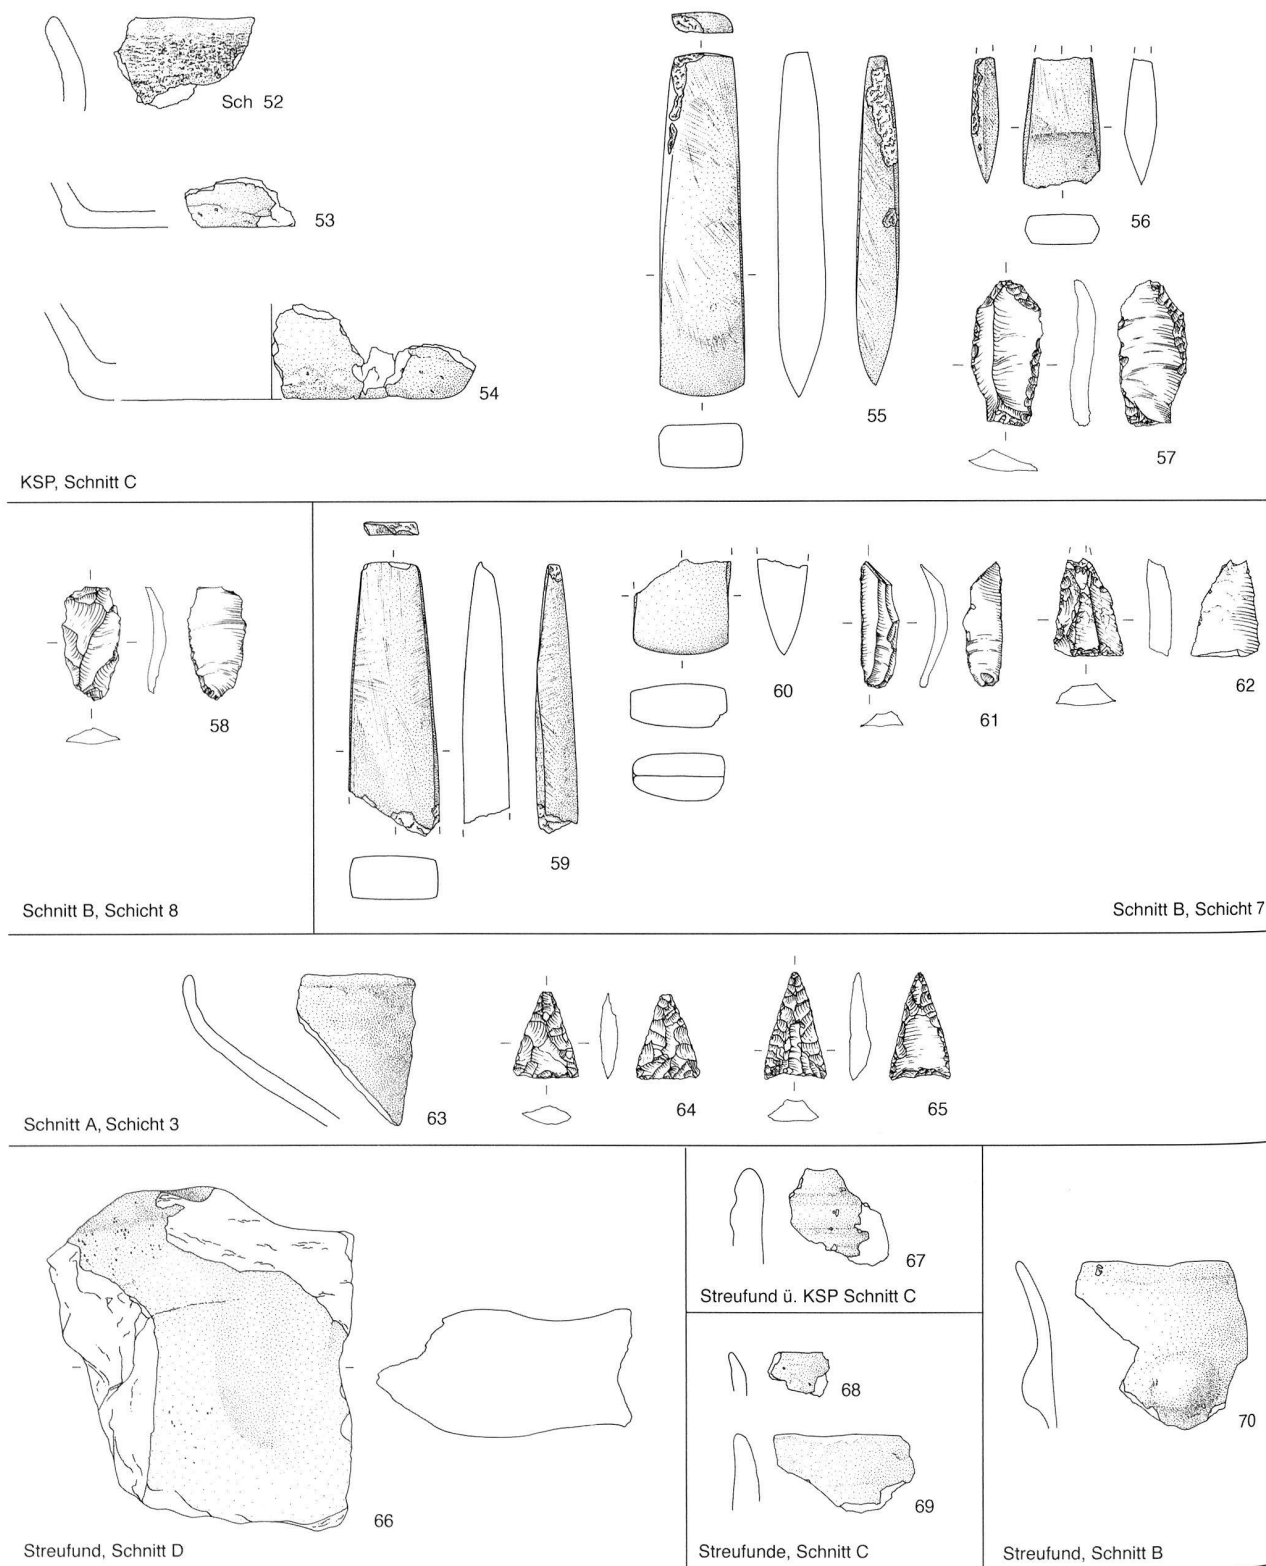 Sch 52
53
54
55
56
57
KSP, Schnitt C
58
Schnitt B, Schicht 8
59
60
61
62
Schnitt B, Schicht 7
63
64
65
Schnitt A, Schicht 3
66
Streufund, Schnitt D
67
Streufund ü. KSP Schnitt C
68
69
Streufunde, Schnitt C
70
Streufund, Schnitt B